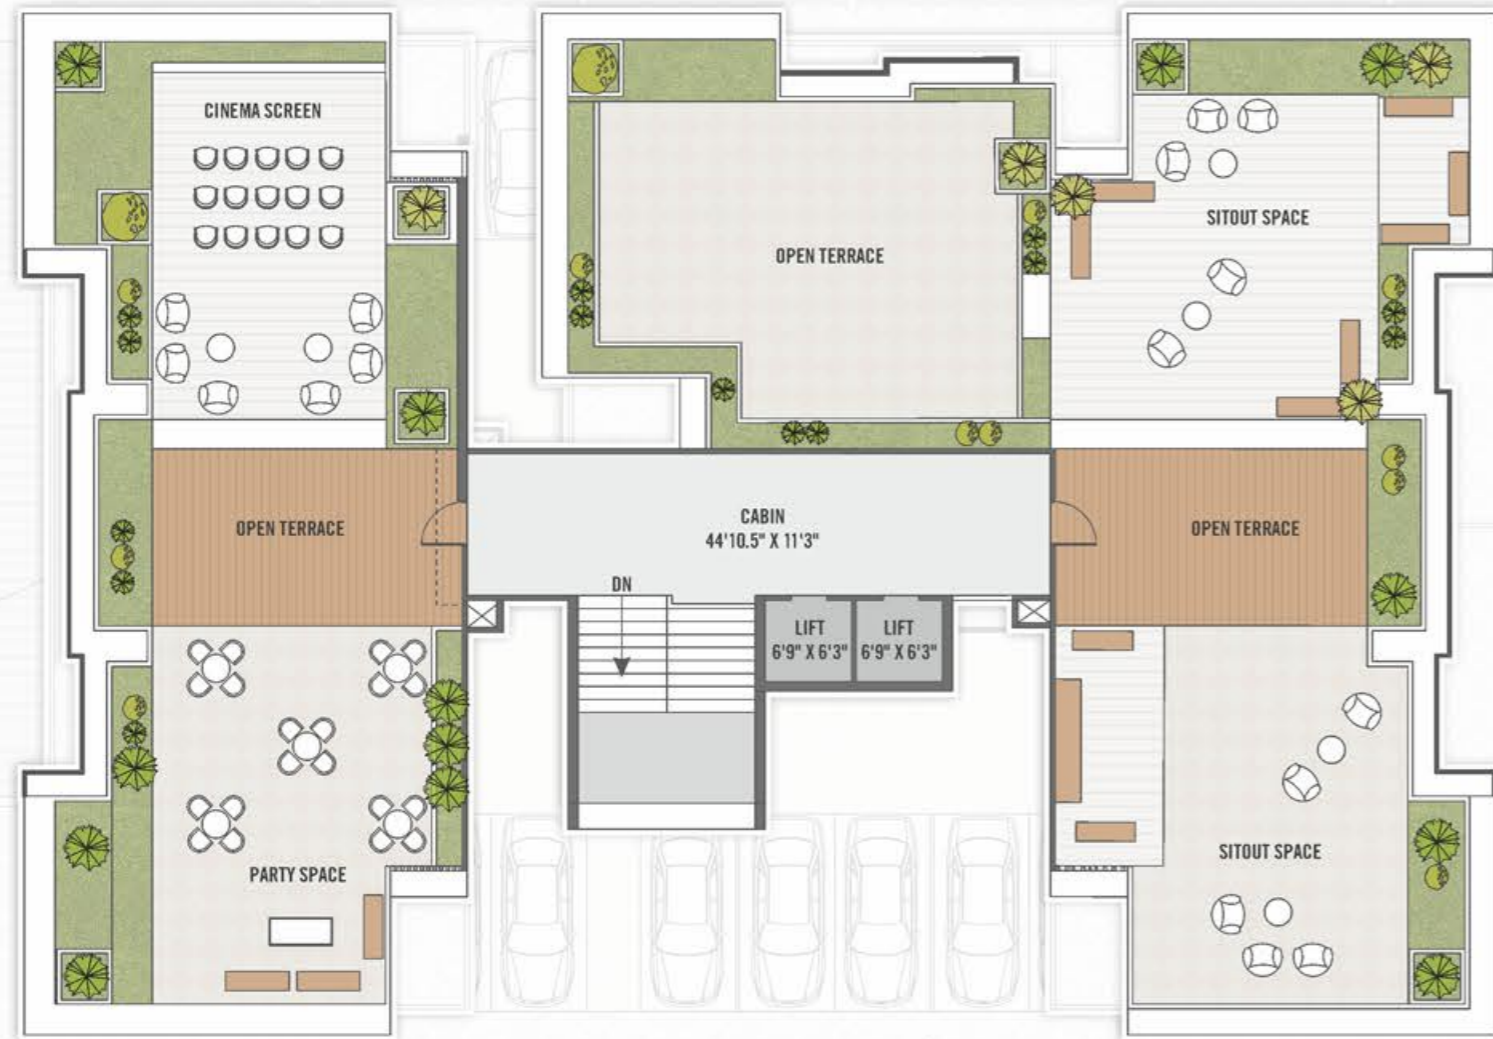 CINEMA SCREEN
OPEN TERRACE
SITOUT SPACE
OPEN TERRACE
CABIN
44'10.5" X 11'3"
OPEN TERRACE
DN
LIFT
6'9" X 6'3"
LIFT
6'9" X 6'3"
PARTY SPACE
SITOUT SPACE